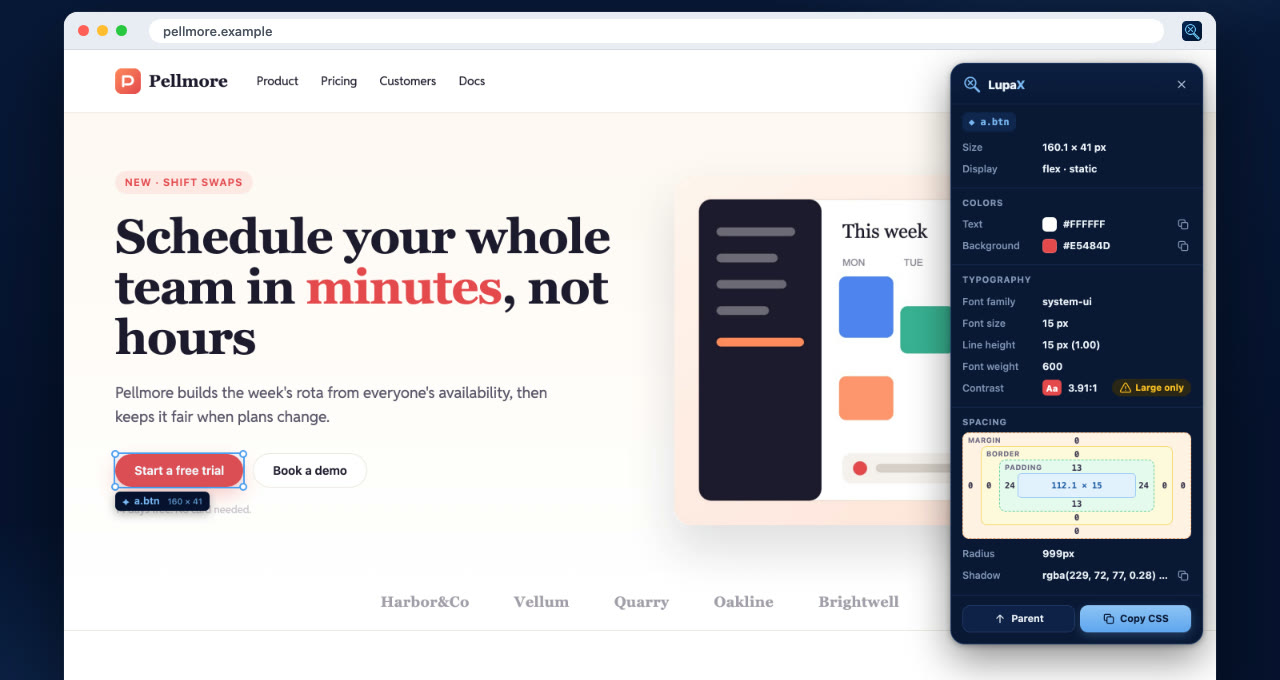 pellmore.example
Pellmore
Product
Pricing
Customers
Docs
NEW · SHIFT SWAPS
Schedule your whole
team in minutes, not
hours
Pellmore builds the week's rota from everyone's availability, then
keeps it fair when plans change.
Start a free trial
Book a demo
a.btn 160 × 41
needed.
This week
MON
TUE
Harbor&Co
Vellum
Quarry
Oakline
Brightwell
LupaX
a.btn
Size 160.1 × 41 px
Display flex · static
COLORS
Text #FFFFFF
Background #E5484D
TYPOGRAPHY
Font family system-ui
Font size 15 px
Line height 15 px (1.00)
Font weight 600
Contrast Aa 3.91:1 Large only
SPACING
MARGIN 0
BORDER 0
PADDING 13
0 0 24 112.1 × 15 24 0 0
13
0
0
Radius 999px
Shadow rgba(229, 72, 77, 0.28) ...
Parent
Copy CSS